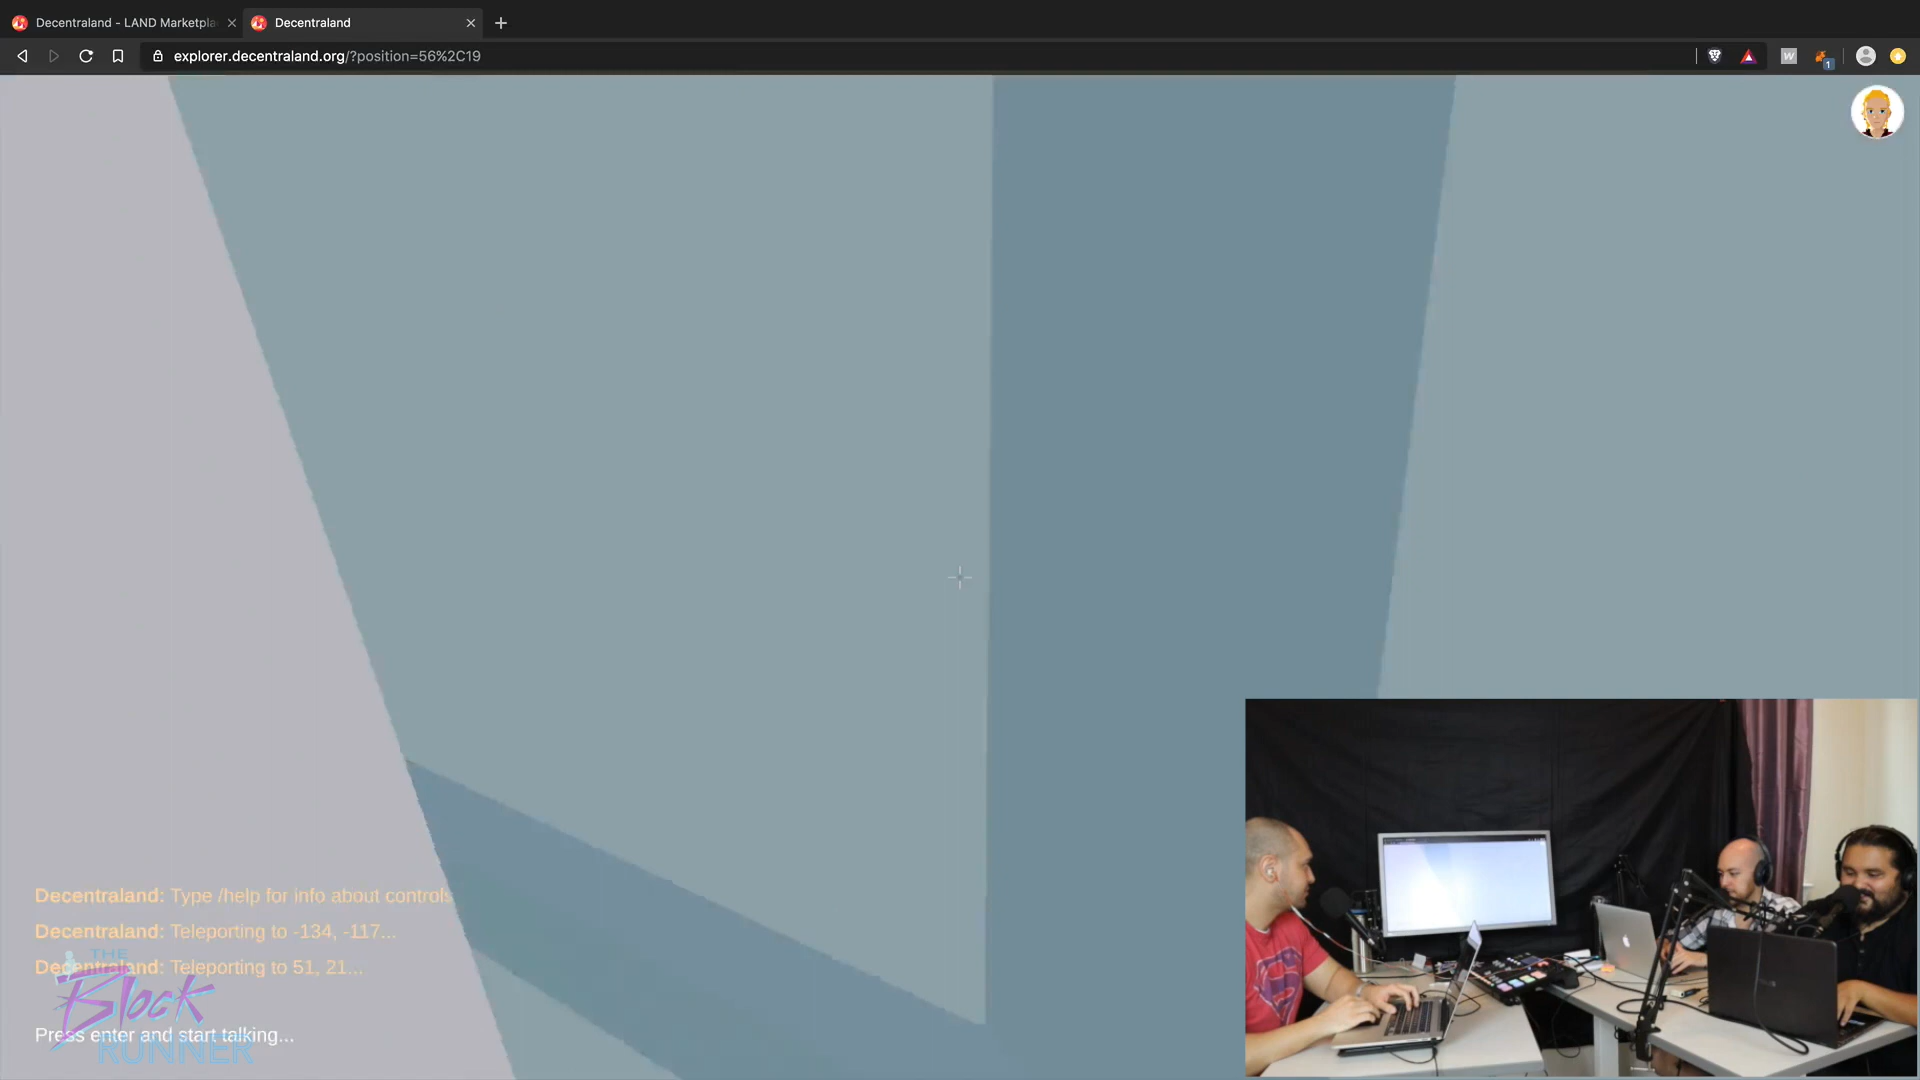 Decentraland - LAND Marketpla
Decentraland
explorer.decentraland.org/?position=56%2C19
W
1
Decentraland: Type /help for info about controls
Decentraland: Teleporting to -134, -117...
Decentraland: Teleporting to 51, 21...
THE
BLOCK
RUNNER
Press enter and start talking...